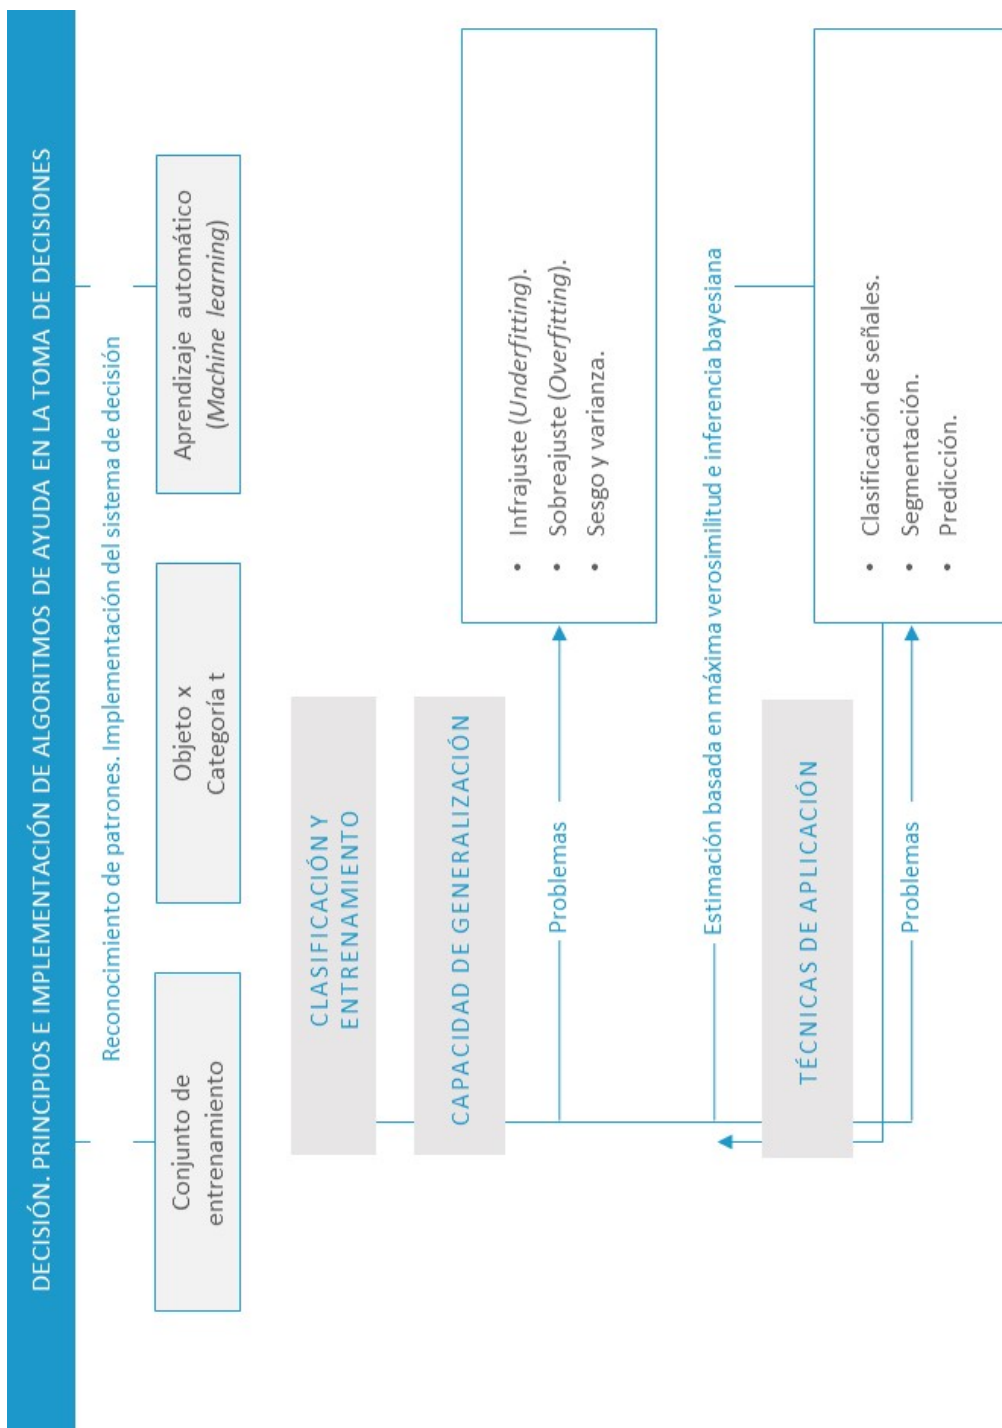 DECISIÓN. PRINCIPIOS E IMPLEMENTACIÓN DE ALGORITMOS DE AYUDA EN LA TOMA DE DECISIONES
Reconocimiento de patrones. Implementación del sistema de decisión
Conjunto de
entrenamiento
Objeto x
Categoría t
Aprendizaje automático
(Machine learning)
CLASIFICACIÓN Y
ENTRENAMIENTO
CAPACIDAD DE GENERALIZACIÓN
Problemas
• Infrajuste (Underfitting).
• Sobreajuste (Overfitting).
• Sesgo y varianza.
Estimación basada en máxima verosimilitud e inferencia bayesiana
TÉCNICAS DE APLICACIÓN
Problemas
• Clasificación de señales.
• Segmentación.
• Predicción.